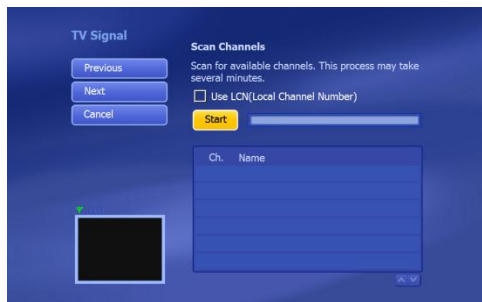 TV Signal
Previous
Next
Cancel
Scan Channels
Scan for available channels. This process may take
several minutes.
Use LCN(Local Channel Number)
Start
Ch. Name